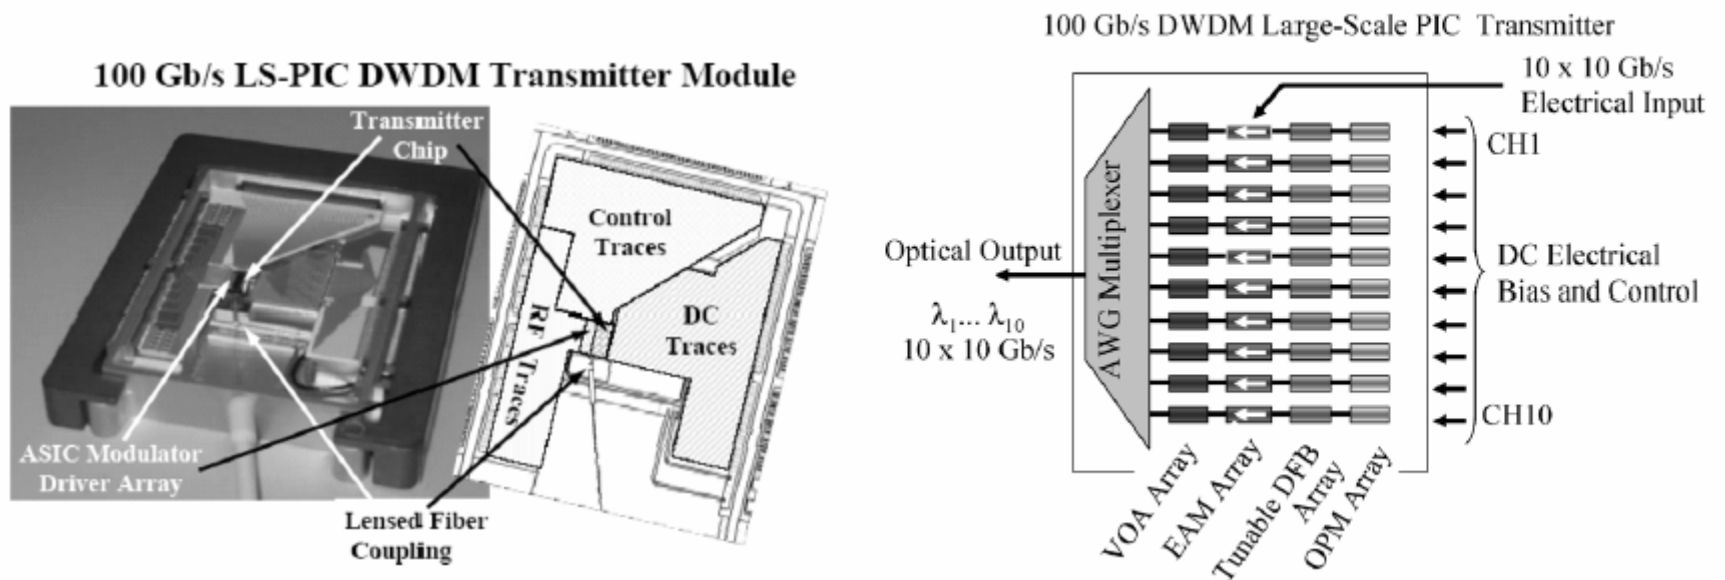 100 Gb/s LS-PIC DWDM Transmitter Module
Transmitter
Chip
Control
Traces
RF Traces
DC
Traces
ASIC Modulator
Driver Array
Lensed Fiber
Coupling
100 Gb/s DWDM Large-Scale PIC Transmitter
10 x 10 Gb/s
Electrical Input
CH1
Optical Output
λ₁... λ₁₀
10 x 10 Gb/s
AWG Multiplexer
DC Electrical
Bias and Control
CH10
VOA Array
EAM Array
Tunable DFB
Array
OPM Array